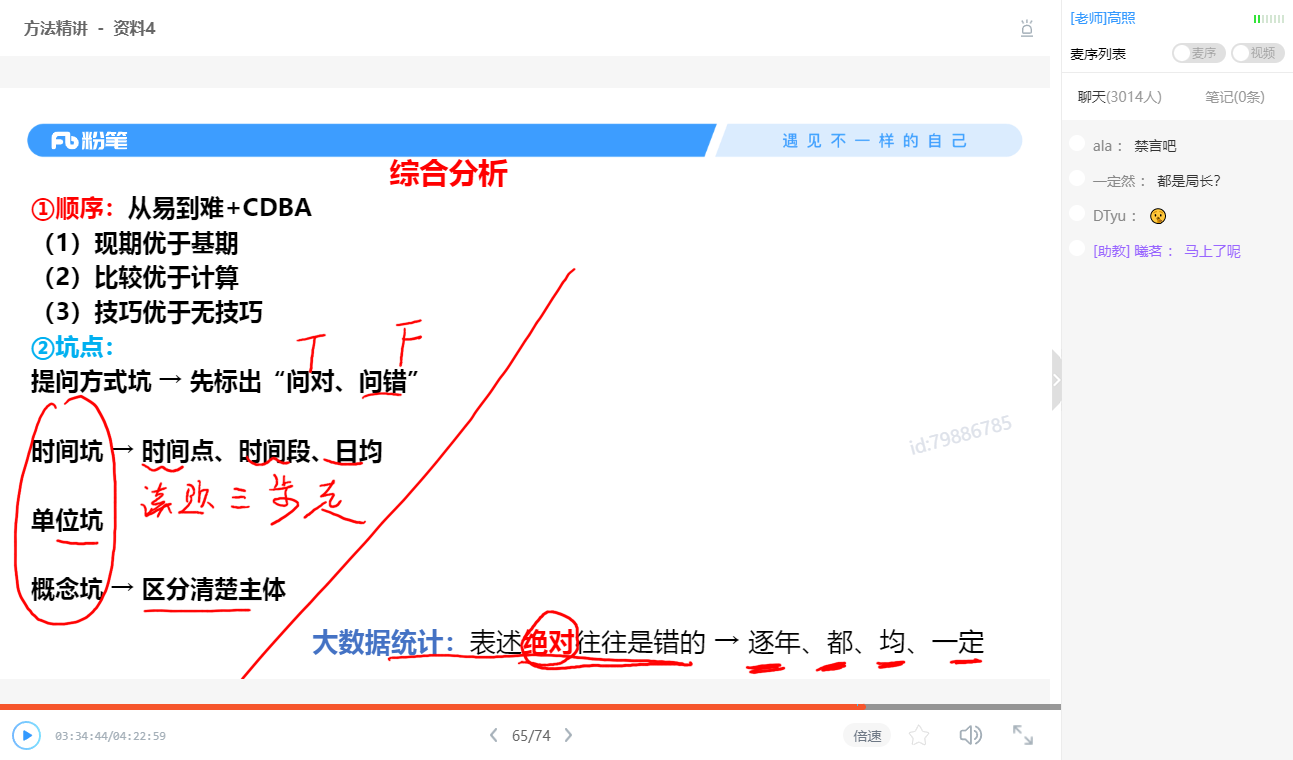 方法精讲 - 资料4
[老师]高照
麦序列表
麦序
视频
聊天(3014人)
笔记(0条)
ala： 禁言吧
一定然： 都是局长?
DTyu：
[助教] 曦茗： 马上了呢
Fb粉笔
遇见不一样的自己
综合分析
①顺序：从易到难+CDBA
（1）现期优于基期
（2）比较优于计算
（3）技巧优于无技巧
②坑点：
T F
提问方式坑 → 先标出“问对、问错”
时间坑 → 时间点、时间段、日均
读题三步走
单位坑
概念坑 → 区分清楚主体
大数据统计：表述绝对往往是错的 → 逐年、都、均、一定
id:79886785
03:34:44/04:22:59
65/74
倍速